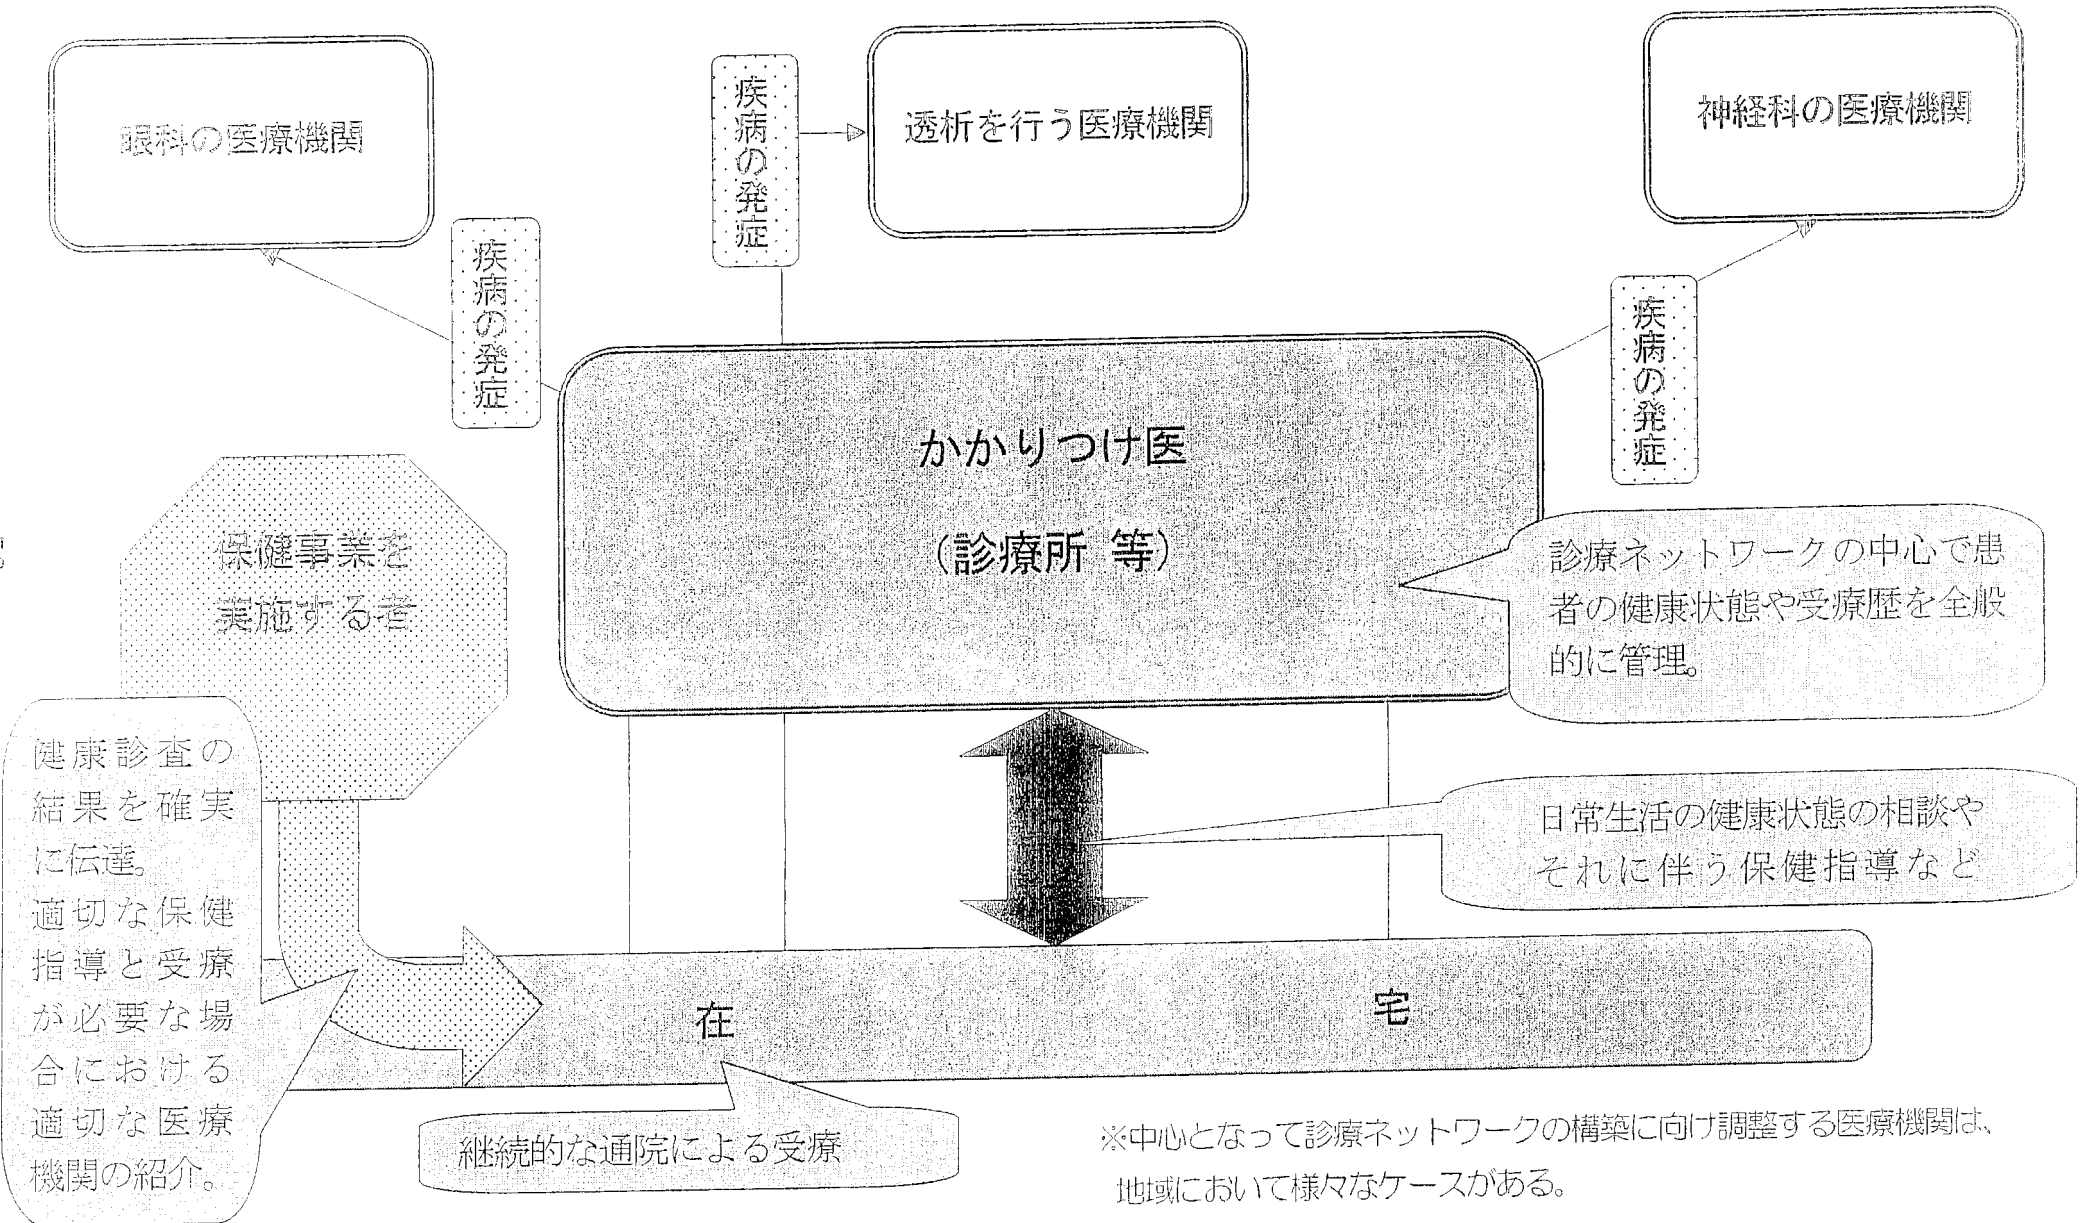 眼科の医療機関
疾病の発症
透析を行う医療機関
神経科の医療機関
疾病の発症
疾病の発症
かかりつけ医
（診療所 等）
保健事業を
実施する者
診療ネットワークの中心で患
者の健康状態や受療歴を全般
的に管理。
健康診査の
結果を確実
に伝達。
適切な保健
指導と受療
が必要な場
合における
適切な医療
機関の紹介。
日常生活の健康状態の相談や
それに伴う保健指導など
在 宅
継続的な通院による受療
※中心となって診療ネットワークの構築に向け調整する医療機関は、
地域において様々なケースがある。